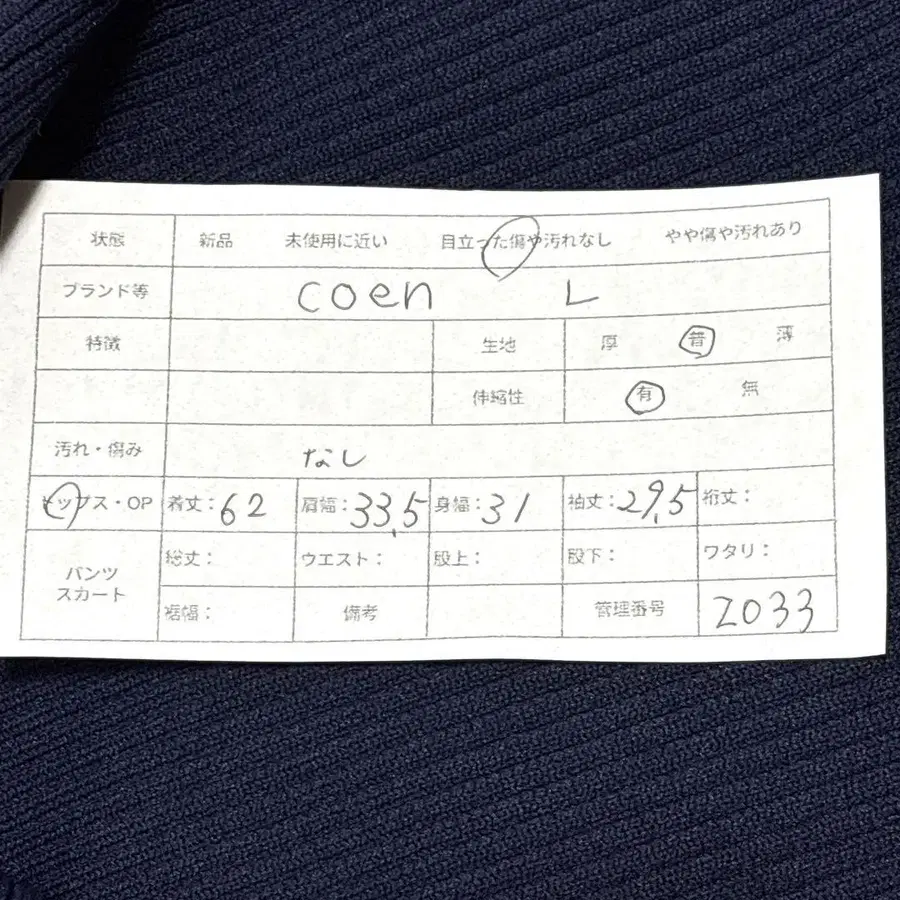 状態 新品 未使用に近い 目立った傷や汚れなし やや傷や汚れあり
ブランド等 coen L
特徴 生地 厚 普 薄
伸縮性 有 無
汚れ・傷み なし
トップス・OP 着丈：62 肩幅：33.5 身幅：31 袖丈：29.5 裄丈：
パンツ スカート 総丈： ウエスト： 股上： 股下： ワタリ：
裾幅： 備考 管理番号 Z033